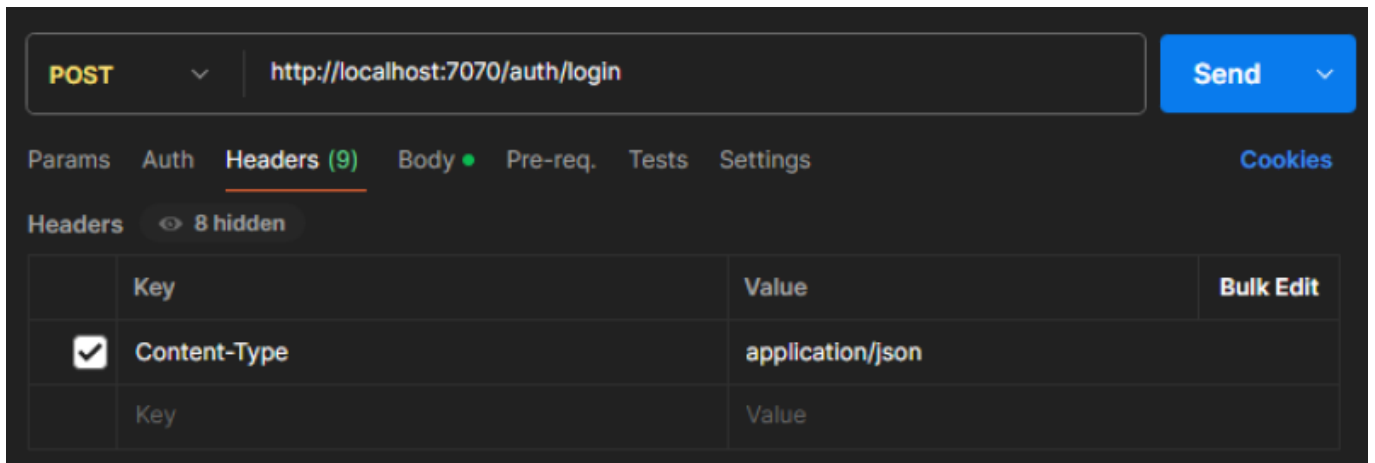 POST http://localhost:7070/auth/login Send
Params Auth Headers (9) Body Pre-req. Tests Settings Cookies
Headers 8 hidden
Key Value Bulk Edit
Content-Type application/json
Key Value